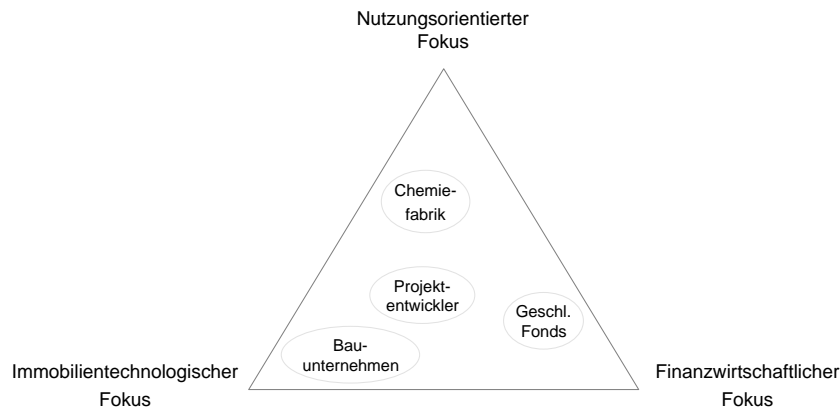 Nutzungsorientierter
Fokus
Chemie-
fabrik
Projekt-
entwickler
Geschl.
Fonds
Bau-
unternehmen
Immobilientechnologischer
Fokus
Finanzwirtschaftlicher
Fokus